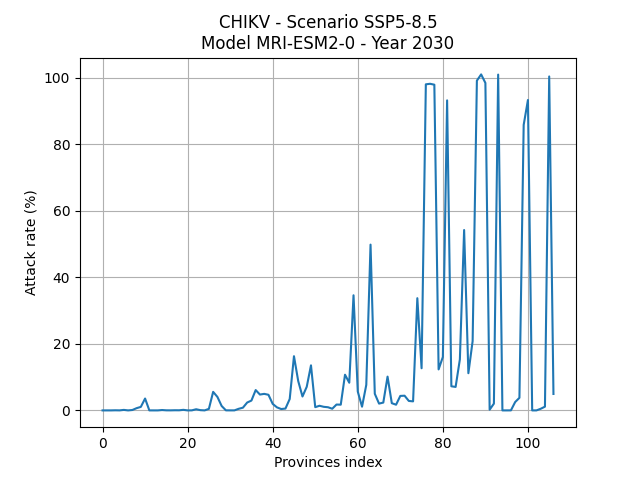 CHIKV - Scenario SSP5-8.5
Model MRI-ESM2-0 - Year 2030
100
80
60
40
20
0
Attack rate (%)
0 20 40 60 80 100
Provinces index